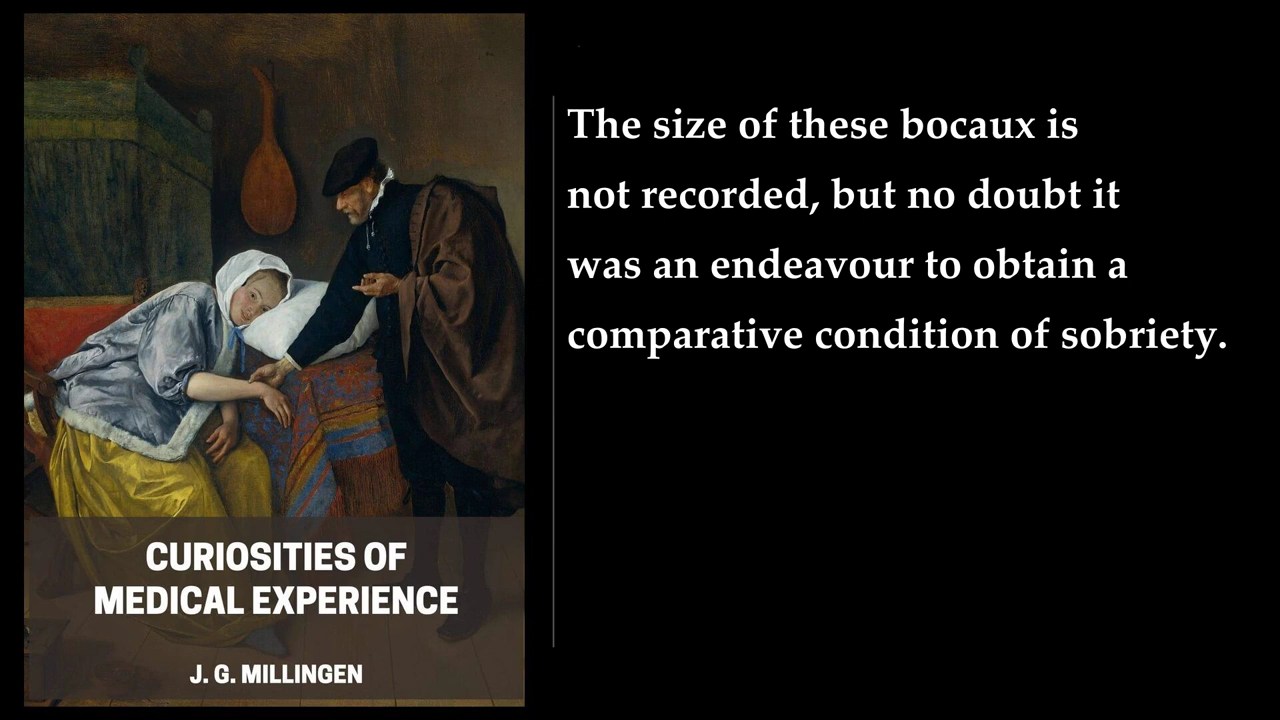 CURIOSITIES OF
MEDICAL EXPERIENCE
J. G. MILLINGEN
The size of these bocaux is
not recorded, but no doubt it
was an endeavour to obtain a
comparative condition of sobriety.